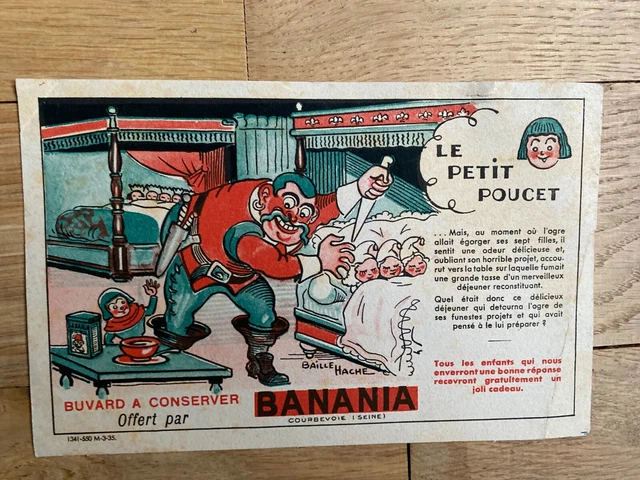 LE
PETIT
POUCET
. . . Mais, au moment où l'ogre
allait égorger ses sept filles, il
sentit une odeur délicieuse et,
oubliant son horrible projet, accou-
rut vers la table sur laquelle fumait
une grande tasse d'un merveilleux
déjeuner reconstituant.
Quel était donc ce délicieux
déjeuner qui detourna l'ogre de
ses funestes projets et qui avait
pensé à le lui préparer ?
Tous les enfants qui nous
enverront une bonne réponse
recevront gratuitement un
joli cadeau.
BAILLE
HACHE
BUVARD A CONSERVER
Offert par
BANANIA
COURBEVOIE (SEINE)
1341-550 M-3-35.